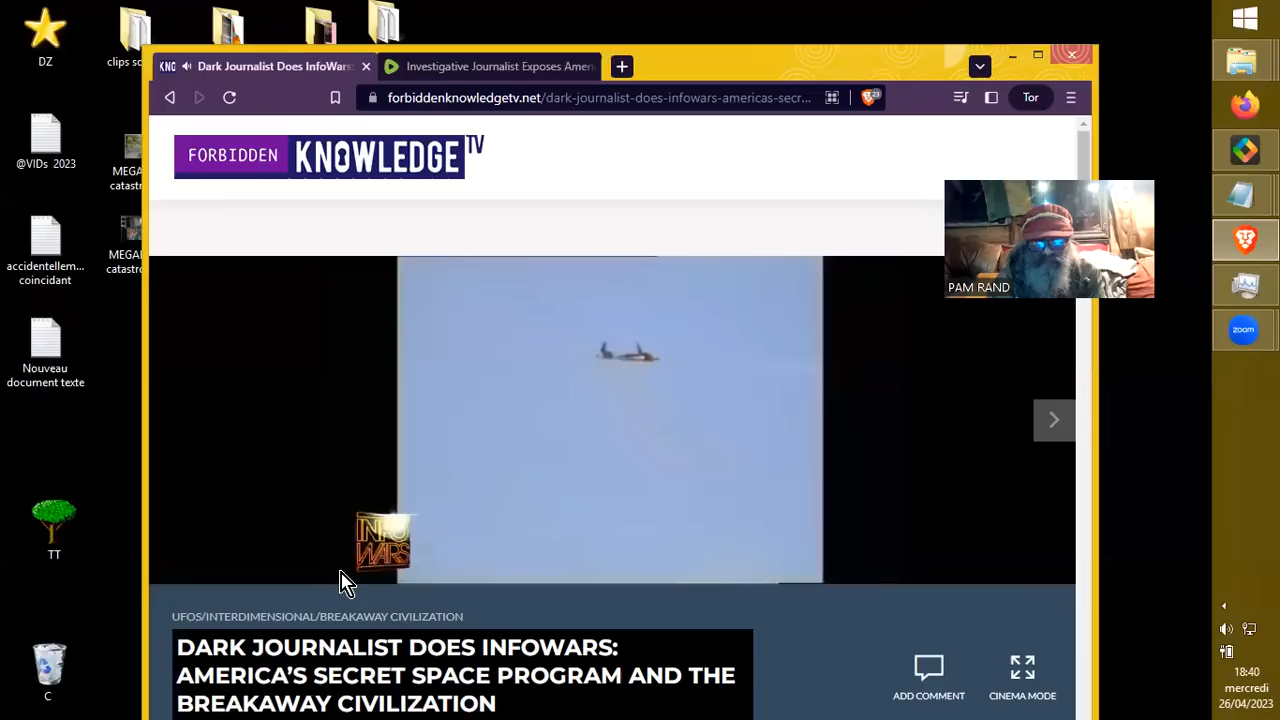 DZ
clips sc
@VIDs 2023
MEGA
catastr
accidentellem...
coincidant
MEGA
catastr
Nouveau
document texte
TT
C
KNO Dark Journalist Does InfoWars
Investigative Journalist Exposes Amer
forbiddenknowledgetv.net/dark-journalist-does-infowars-americas-secr...
23
Tor
FORBIDDEN KNOWLEDGE TV
PAM RAND
INFO
WARS
UFOS/INTERDIMENSIONAL/BREAKAWAY CIVILIZATION
DARK JOURNALIST DOES INFOWARS:
AMERICA'S SECRET SPACE PROGRAM AND THE
BREAKAWAY CIVILIZATION
ADD COMMENT
CINEMA MODE
zoom
18:40
mercredi
26/04/2023